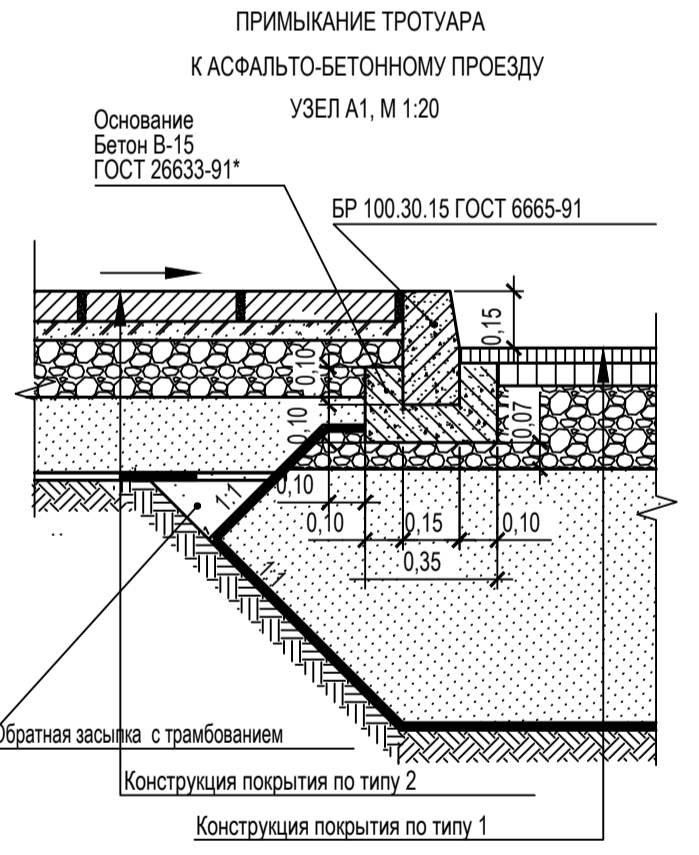 ПРИМЫКАНИЕ ТРОТУАРА
К АСФАЛЬТО-БЕТОННОМУ ПРОЕЗДУ
УЗЕЛ А1, М 1:20
Основание
Бетон В-15
ГОСТ 26633-91*
БР 100.30.15 ГОСТ 6665-91
0,15
0,10
0,10
0,07
1:1
0,10
0,10
0,15
0,10
0,35
1:1
Обратная засыпка с трамбованием
Конструкция покрытия по типу 2
Конструкция покрытия по типу 1